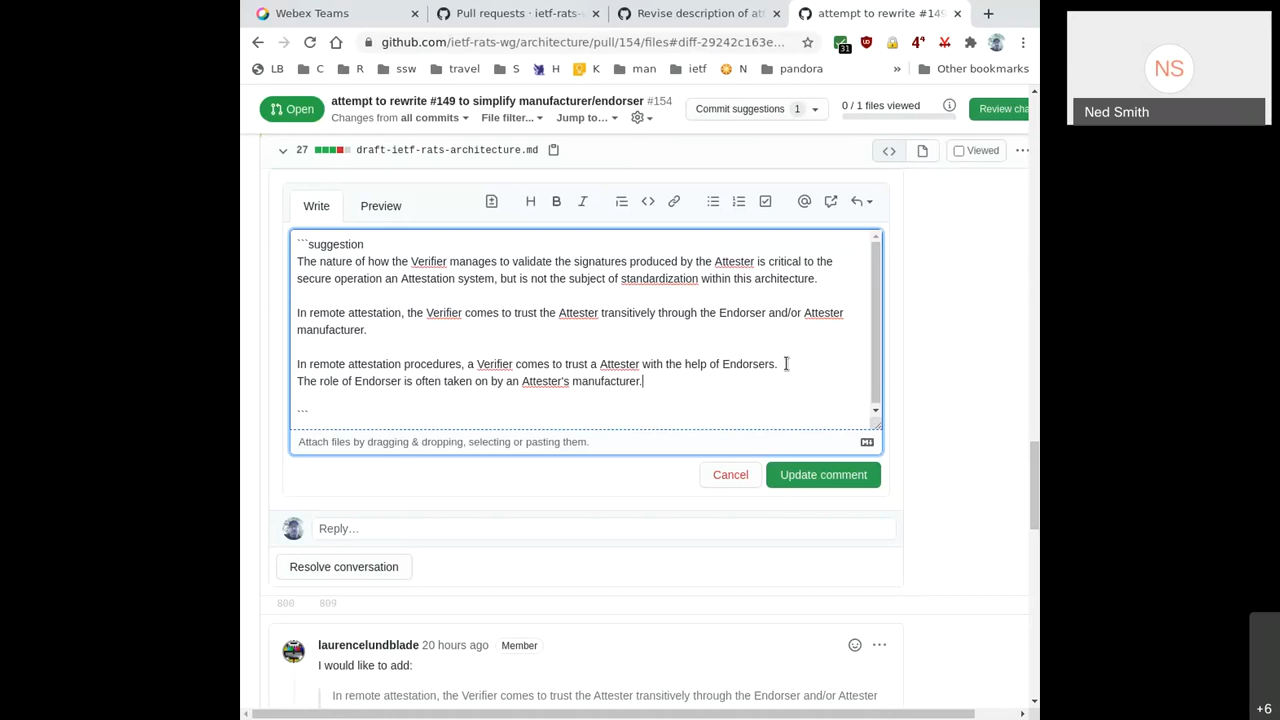 Webex Teams
Pull requests · ietf-rats-w
Revise description of att
attempt to rewrite #149
github.com/ietf-rats-wg/architecture/pull/154/files#diff-29242c163e...
31
4⁴
LB
C
R
ssw
travel
S
H
K
man
ietf
N
pandora
»
Other bookmarks
Open
attempt to rewrite #149 to simplify manufacturer/endorser #154
Changes from all commits
File filter...
Jump to...
Commit suggestions 1
0 / 1 files viewed
Review cha
27
draft-ietf-rats-architecture.md
Viewed
Write
Preview
```suggestion
The nature of how the Verifier manages to validate the signatures produced by the Attester is critical to the
secure operation an Attestation system, but is not the subject of standardization within this architecture.
In remote attestation, the Verifier comes to trust the Attester transitively through the Endorser and/or Attester
manufacturer.
In remote attestation procedures, a Verifier comes to trust a Attester with the help of Endorsers.
The role of Endorser is often taken on by an Attester's manufacturer.
```
Attach files by dragging & dropping, selecting or pasting them.
Cancel
Update comment
Reply...
Resolve conversation
800 809
laurencelundblade 20 hours ago Member
I would like to add:
In remote attestation, the Verifier comes to trust the Attester transitively through the Endorser and/or Attester
NS
Ned Smith
+6